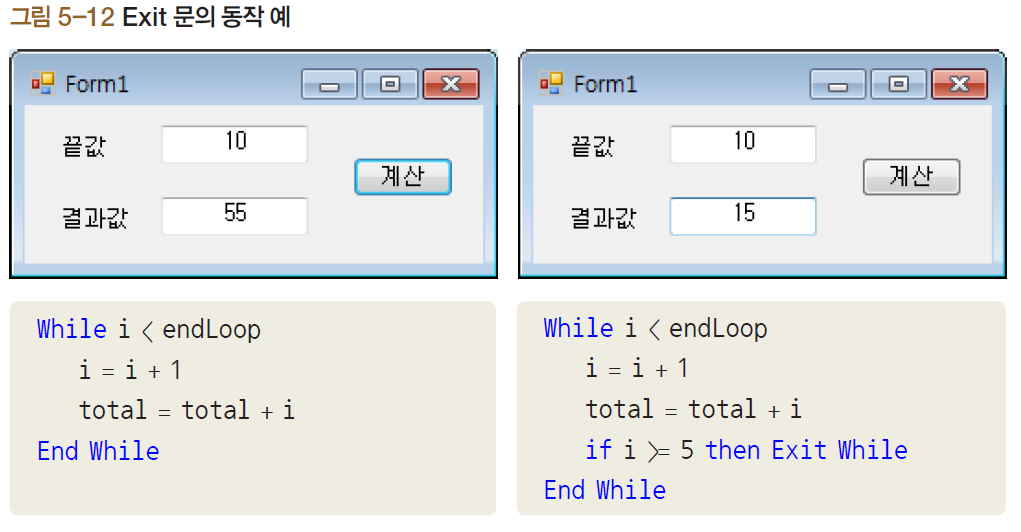 그림 5-12 Exit 문의 동작 예
Form1
끝값 10
계산
결과값 55
Form1
끝값 10
계산
결과값 15
While i < endLoop
i = i + 1
total = total + i
End While
While i < endLoop
i = i + 1
total = total + i
if i >= 5 then Exit While
End While